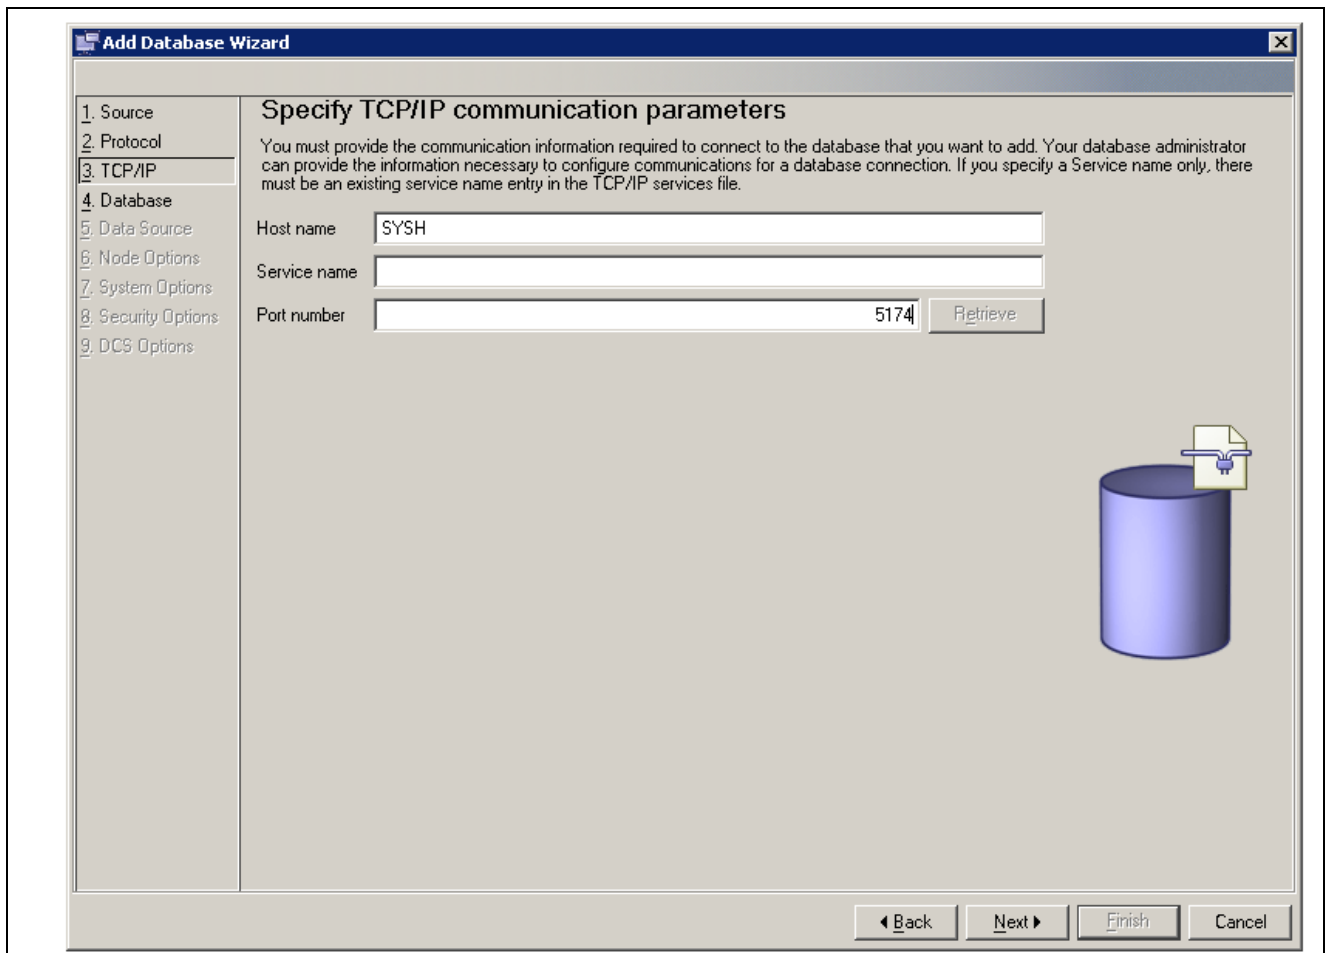 Add Database Wizard
1. Source
2. Protocol
3. TCP/IP
4. Database
5. Data Source
6. Node Options
7. System Options
8. Security Options
9. DCS Options
Specify TCP/IP communication parameters
You must provide the communication information required to connect to the database that you want to add. Your database administrator
can provide the information necessary to configure communications for a database connection. If you specify a Service name only, there
must be an existing service name entry in the TCP/IP services file.
Host name SYSH
Service name
Port number 5174 Retrieve
Back Next Finish Cancel